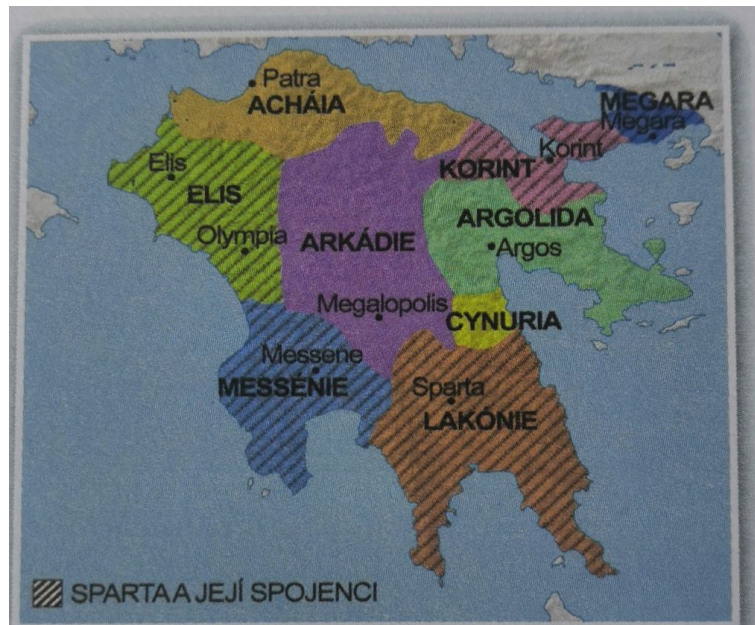 Patra
ACHÁIA
MEGARA
Megara
Korint
KORINT
Elis
ELIS
ARGOLIDA
Olympia
ARKÁDIE
Argos
Megalopolis
CYNURIA
Messene
MESSÉNIE
Sparta
LAKÓNIE
SPARTA A JEJÍ SPOJENCI